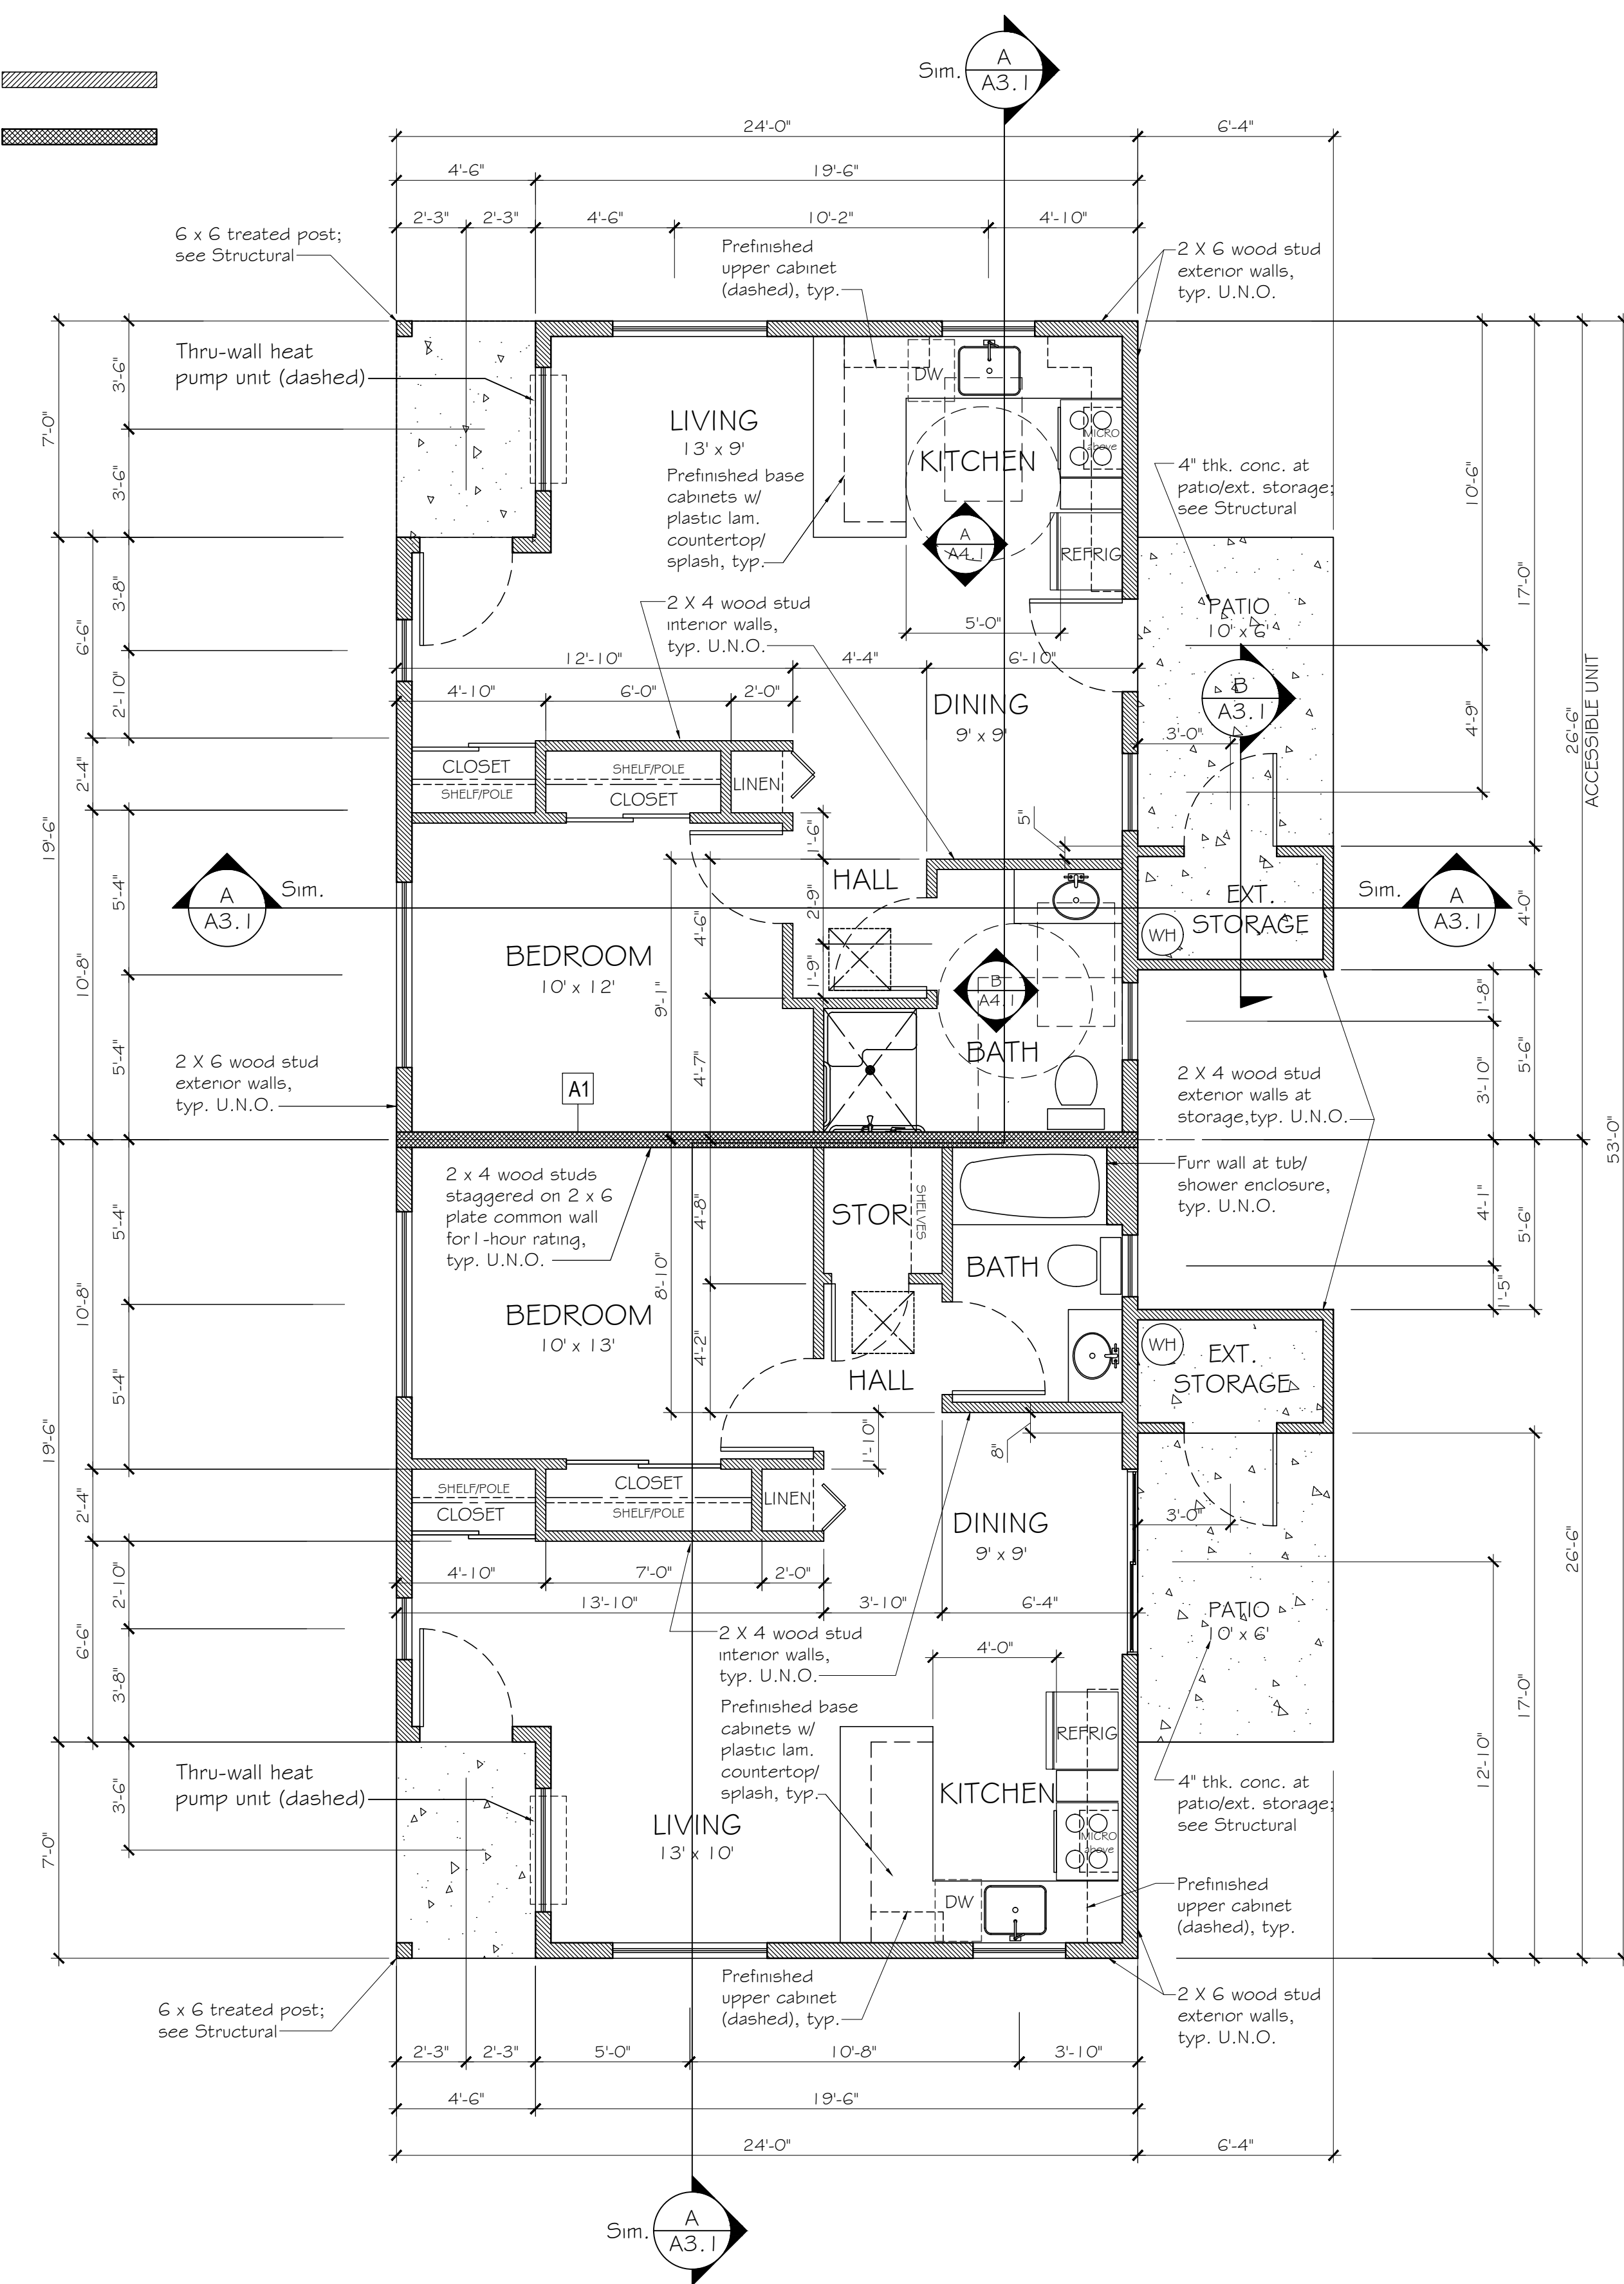 A
Sim.
A3.1
24'-0"
6'-4"
4'-6"
19'-6"
2'-3"
2'-3"
4'-6"
10'-2"
4'-10"
6 x 6 treated post;
see Structural
Prefinished
upper cabinet
(dashed), typ.
2 X 6 wood stud
exterior walls,
typ. U.N.O.
Thru-wall heat
pump unit (dashed)
3'-6"
7'-0"
3'-6"
DW
LIVING
13' x 9'
MICRO
above
KITCHEN
Prefinished base
cabinets w/
plastic lam.
countertop/
splash, typ.
4" thk. conc. at
patio/ext. storage;
see Structural
10'-6"
A
A4.1
REFRIG
3'-8"
6'-6"
2'-10"
2 X 4 wood stud
interior walls,
typ. U.N.O.
5'-0"
PATIO
10' x 6'
17'-0"
12'-10"
4'-4"
6'-10"
4'-10"
6'-0"
2'-0"
DINING
9' x 9'
B
A3.1
3'-0"
4'-9"
26'-6"
ACCESSIBLE UNIT
2'-4"
CLOSET
SHELF/POLE
SHELF/POLE
CLOSET
LINEN
5"
1'-6"
19'-6"
5'-4"
10'-8"
5'-4"
A
A3.1
Sim.
HALL
2'-9"
4'-6"
1'-9"
9'-1"
4'-7"
BEDROOM
10' x 12'
EXT.
STORAGE
WH
Sim.
A
A3.1
4'-0"
B
A4.1
BATH
1'-8"
3'-10"
5'-6"
2 X 6 wood stud
exterior walls,
typ. U.N.O.
A1
2 X 4 wood stud
exterior walls at
storage,typ. U.N.O.
53'-0"
2 x 4 wood studs
staggered on 2 x 6
plate common wall
for 1-hour rating,
typ. U.N.O.
Furr wall at tub/
shower enclosure,
typ. U.N.O.
STOR
SHELVES
4'-8"
8'-10"
4'-2"
BATH
4'-1"
5'-6"
1'-5"
5'-4"
10'-8"
5'-4"
BEDROOM
10' x 13'
HALL
WH
EXT.
STORAGE
19'-6"
1'-10"
8"
2'-4"
SHELF/POLE
CLOSET
CLOSET
SHELF/POLE
LINEN
DINING
9' x 9'
3'-0"
26'-6"
4'-10"
7'-0"
2'-0"
13'-10"
3'-10"
6'-4"
2'-10"
6'-6"
3'-8"
2 X 4 wood stud
interior walls,
typ. U.N.O.
4'-0"
PATIO
10' x 6'
17'-0"
12'-10"
Prefinished base
cabinets w/
plastic lam.
countertop/
splash, typ.
REFRIG
KITCHEN
Thru-wall heat
pump unit (dashed)
3'-6"
7'-0"
4" thk. conc. at
patio/ext. storage;
see Structural
LIVING
13' x 10'
MICRO
above
DW
Prefinished
upper cabinet
(dashed), typ.
Prefinished
upper cabinet
(dashed), typ.
6 x 6 treated post;
see Structural
2 X 6 wood stud
exterior walls,
typ. U.N.O.
2'-3"
2'-3"
5'-0"
10'-8"
3'-10"
4'-6"
19'-6"
24'-0"
6'-4"
Sim.
A
A3.1